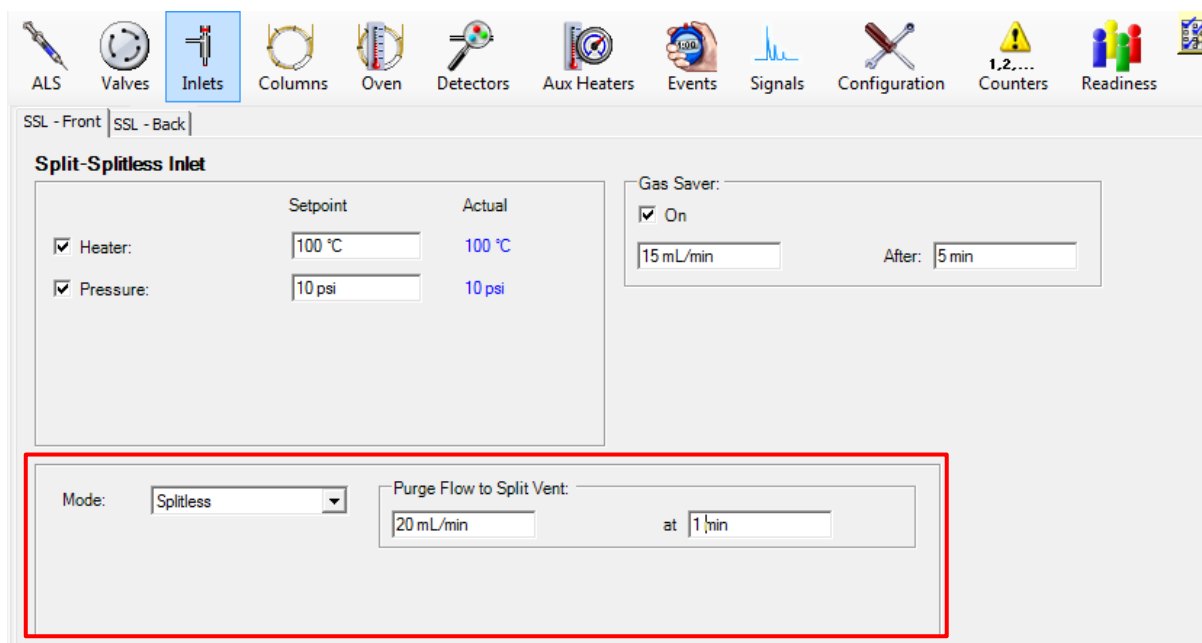 ALS Valves Inlets Columns Oven Detectors Aux Heaters 1:00 Events Signals Configuration 1,2,... Counters Readiness
SSL - Front SSL - Back
Split-Splitless Inlet
Setpoint Actual
Heater: 100 °C 100 °C
Pressure: 10 psi 10 psi
Gas Saver:
On
15 mL/min After: 5 min
Mode: Splitless
Purge Flow to Split Vent:
20 mL/min at 1 min